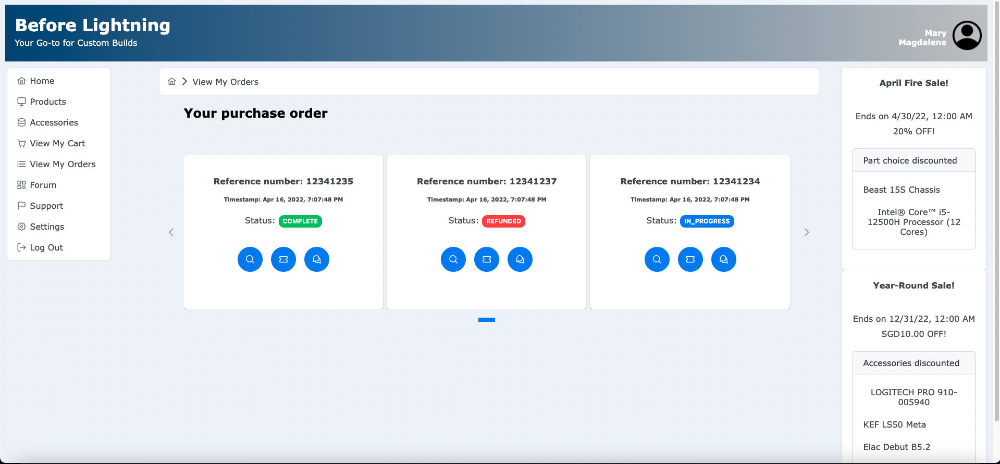 Before Lightning
Your Go-to for Custom Builds
Mary
Magdalene
Home
Products
Accessories
View My Cart
View My Orders
Forum
Support
Settings
Log Out
View My Orders
Your purchase order
Reference number: 12341235
Timestamp: Apr 16, 2022, 7:07:48 PM
Status: COMPLETE
Reference number: 12341237
Timestamp: Apr 16, 2022, 7:07:48 PM
Status: REFUNDED
Reference number: 12341234
Timestamp: Apr 16, 2022, 7:07:48 PM
Status: IN_PROGRESS
April Fire Sale!
Ends on 4/30/22, 12:00 AM
20% OFF!
Part choice discounted
Beast 15S Chassis
Intel® Core™ i5-
12500H Processor (12
Cores)
Year-Round Sale!
Ends on 12/31/22, 12:00 AM
SGD10.00 OFF!
Accessories discounted
LOGITECH PRO 910-
005940
KEF LS50 Meta
Elac Debut B5.2